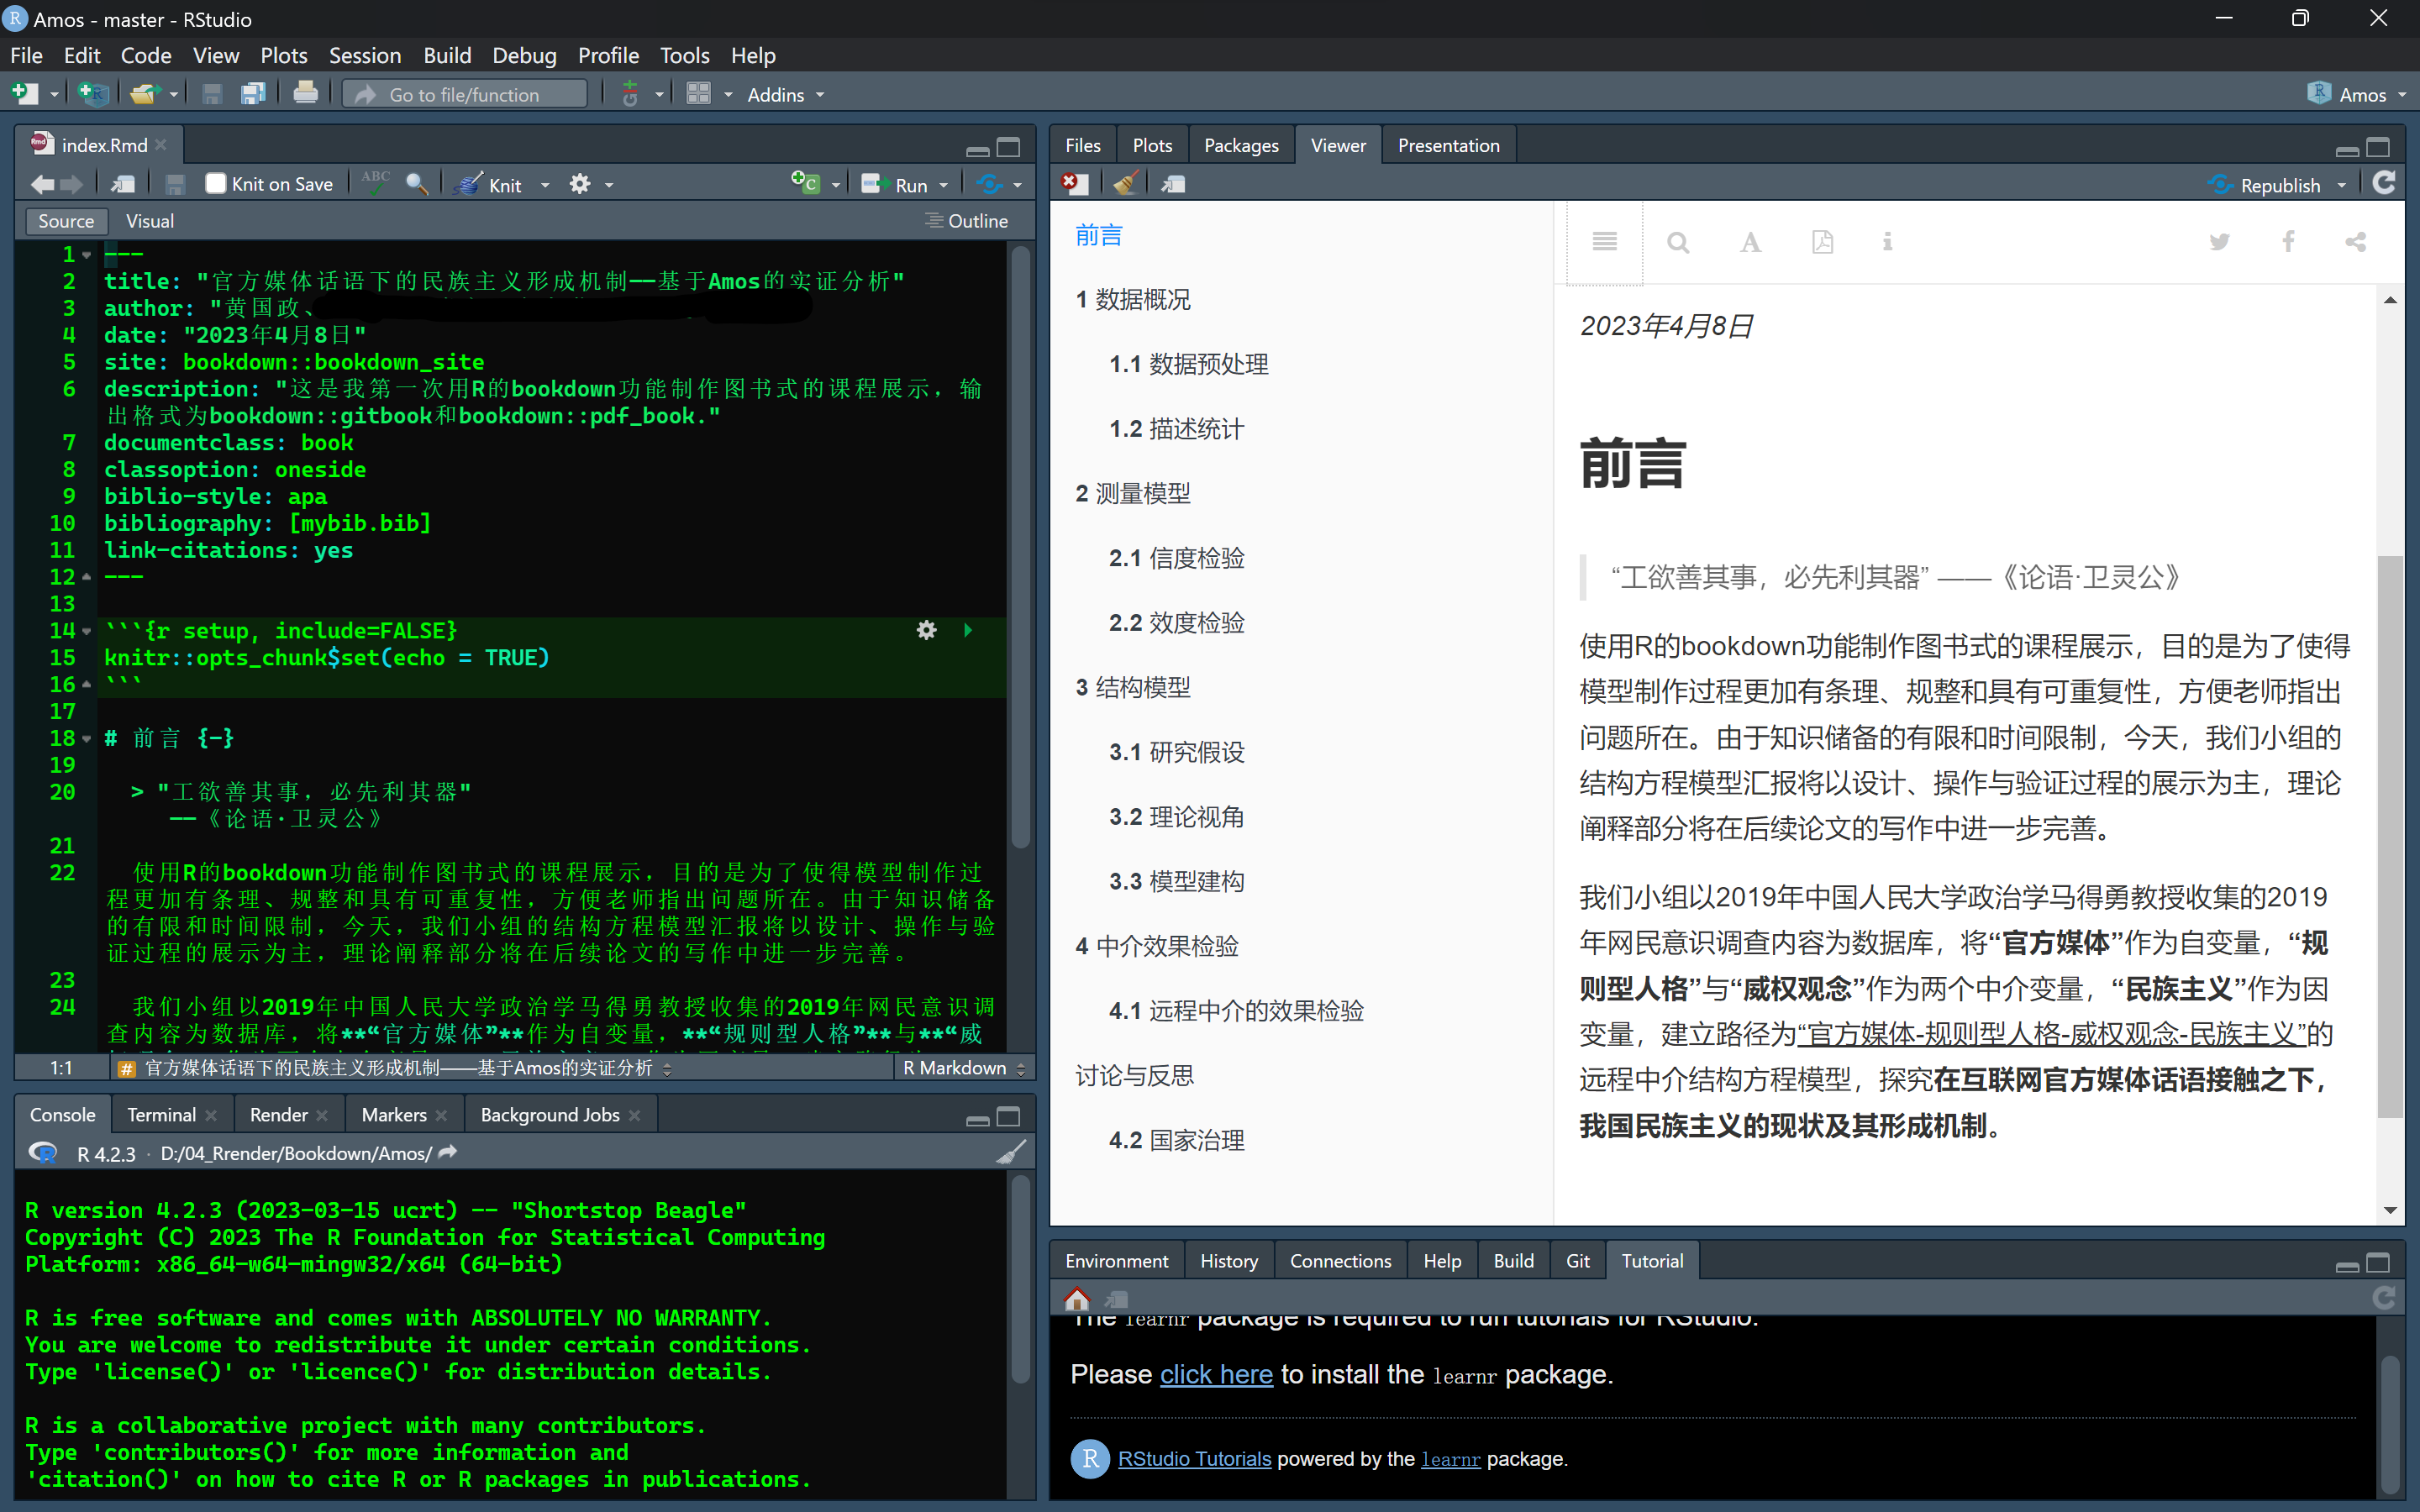 Amos - master - RStudio
File Edit Code View Plots Session Build Debug Profile Tools Help
Go to file/function
Addins
Amos
index.Rmd
Knit on Save
ABC
Knit
Run
Source Visual
Outline
1 ---
2 title: "官方媒体话语下的民族主义形成机制——基于Amos的实证分析"
3 author: "黄国政、
4 date: "2023年4月8日"
5 site: bookdown::bookdown_site
6 description: "这是我第一次用R的bookdown功能制作图书式的课程展示，输
出格式为bookdown::gitbook和bookdown::pdf_book."
7 documentclass: book
8 classoption: oneside
9 biblio-style: apa
10 bibliography: [mybib.bib]
11 link-citations: yes
12 ---
13
14 ```{r setup, include=FALSE}
15 knitr::opts_chunk$set(echo = TRUE)
16 ```
17
18 # 前言 {-}
19
20 > "工欲善其事，必先利其器"
——《论语·卫灵公》
21
22 使用R的bookdown功能制作图书式的课程展示，目的是为了使得模型制作过
程更加有条理、规整和具有可重复性，方便老师指出问题所在。由于知识储备
的有限和时间限制，今天，我们小组的结构方程模型汇报将以设计、操作与验
证过程的展示为主，理论阐释部分将在后续论文的写作中进一步完善。
23
24 我们小组以2019年中国人民大学政治学马得勇教授收集的2019年网民意识调
查内容为数据库，将**“官方媒体”**作为自变量，**“规则型人格”**与**“威
1:1
# 官方媒体话语下的民族主义形成机制——基于Amos的实证分析
R Markdown
Console Terminal Render Markers Background Jobs
R 4.2.3 · D:/04_Rrender/Bookdown/Amos/
R version 4.2.3 (2023-03-15 ucrt) -- "Shortstop Beagle"
Copyright (C) 2023 The R Foundation for Statistical Computing
Platform: x86_64-w64-mingw32/x64 (64-bit)
R is free software and comes with ABSOLUTELY NO WARRANTY.
You are welcome to redistribute it under certain conditions.
Type 'license()' or 'licence()' for distribution details.
R is a collaborative project with many contributors.
Type 'contributors()' for more information and
'citation()' on how to cite R or R packages in publications.
Files Plots Packages Viewer Presentation
Republish
前言
1 数据概况
1.1 数据预处理
1.2 描述统计
2 测量模型
2.1 信度检验
2.2 效度检验
3 结构模型
3.1 研究假设
3.2 理论视角
3.3 模型建构
4 中介效果检验
4.1 远程中介的效果检验
讨论与反思
4.2 国家治理
2023年4月8日
前言
“工欲善其事，必先利其器” ——《论语·卫灵公》
使用R的bookdown功能制作图书式的课程展示，目的是为了使得
模型制作过程更加有条理、规整和具有可重复性，方便老师指出
问题所在。由于知识储备的有限和时间限制，今天，我们小组的
结构方程模型汇报将以设计、操作与验证过程的展示为主，理论
阐释部分将在后续论文的写作中进一步完善。
我们小组以2019年中国人民大学政治学马得勇教授收集的2019
年网民意识调查内容为数据库，将“官方媒体”作为自变量，“规
则型人格”与“威权观念”作为两个中介变量，“民族主义”作为因
变量，建立路径为“官方媒体-规则型人格-威权观念-民族主义”的
远程中介结构方程模型，探究在互联网官方媒体话语接触之下，
我国民族主义的现状及其形成机制。
Environment History Connections Help Build Git Tutorial
The learnr package is required to run tutorials for RStudio.
Please click here to install the learnr package.
R RStudio Tutorials powered by the learnr package.